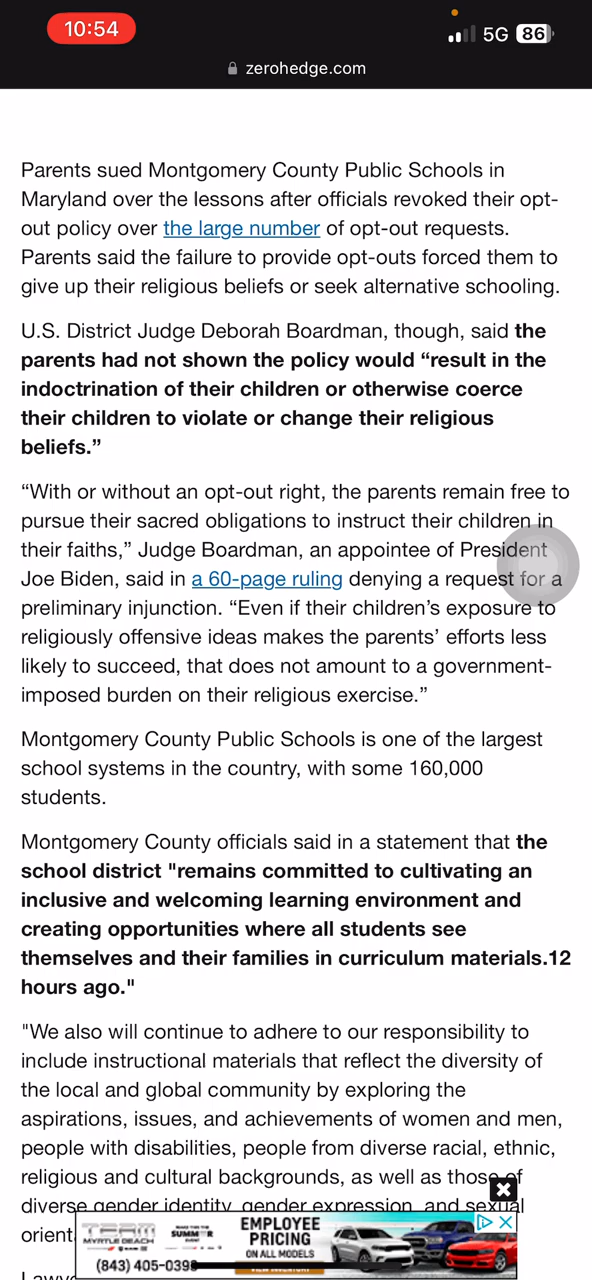 10:54
5G 86
zerohedge.com
Parents sued Montgomery County Public Schools in
Maryland over the lessons after officials revoked their opt-
out policy over the large number of opt-out requests.
Parents said the failure to provide opt-outs forced them to
give up their religious beliefs or seek alternative schooling.
U.S. District Judge Deborah Boardman, though, said the
parents had not shown the policy would “result in the
indoctrination of their children or otherwise coerce
their children to violate or change their religious
beliefs.”
“With or without an opt-out right, the parents remain free to
pursue their sacred obligations to instruct their children in
their faiths,” Judge Boardman, an appointee of President
Joe Biden, said in a 60-page ruling denying a request for a
preliminary injunction. “Even if their children’s exposure to
religiously offensive ideas makes the parents’ efforts less
likely to succeed, that does not amount to a government-
imposed burden on their religious exercise.”
Montgomery County Public Schools is one of the largest
school systems in the country, with some 160,000
students.
Montgomery County officials said in a statement that the
school district "remains committed to cultivating an
inclusive and welcoming learning environment and
creating opportunities where all students see
themselves and their families in curriculum materials.12
hours ago."
"We also will continue to adhere to our responsibility to
include instructional materials that reflect the diversity of
the local and global community by exploring the
aspirations, issues, and achievements of women and men,
people with disabilities, people from diverse racial, ethnic,
religious and cultural backgrounds, as well as those of
diverse gender identity, gender expression, and sexual
orient
TEAM
MYRTLE BEACH
(843) 405-039
EMPLOYEE
PRICING
ON ALL MODELS
VIEW INVENTORY